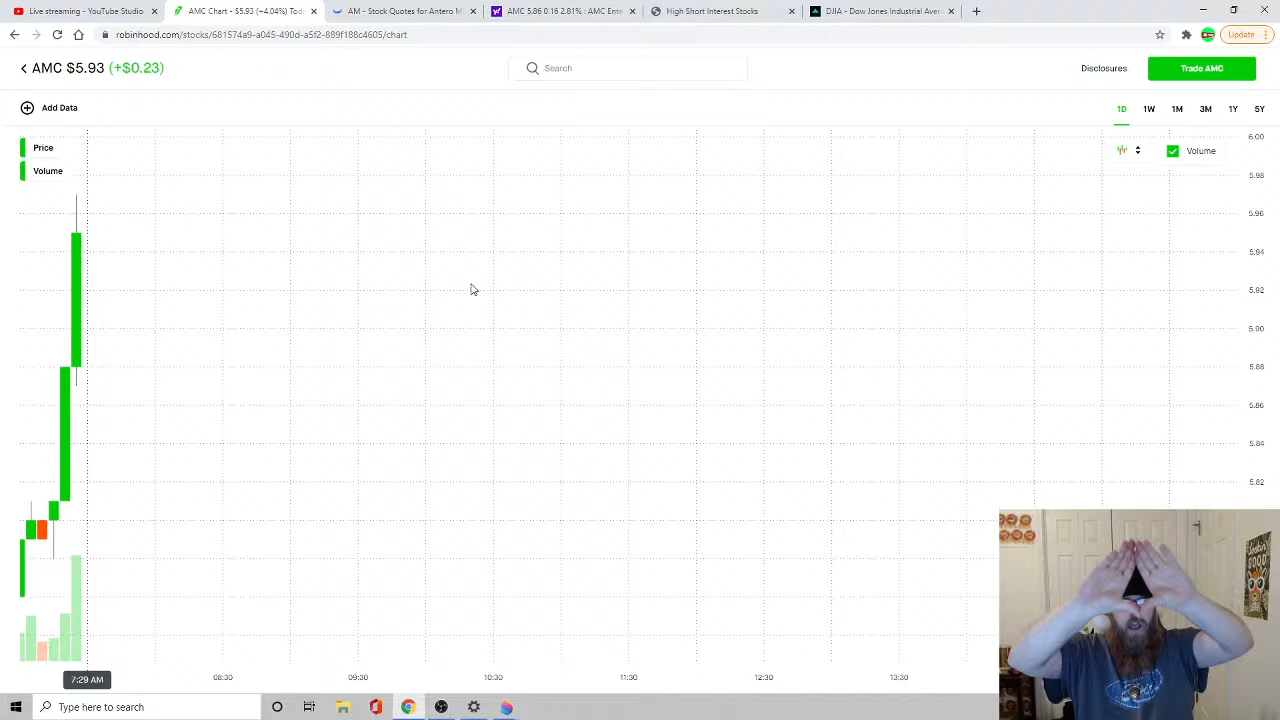 AMC Chart - $5.93 (+4.04%) Tod
Live streaming - YouTube Studio
AM - Stock Quotes for Antero M
AMC 5.86 0.16 2.81% : AMC Ente
High Short Interest Stocks
DJIA - Dow Jones Industrial Aver
robinhood.com/stocks/681574a9-a045-490d-a5f2-889f188c4605/chart
Update
AMC $5.93 (+$0.23)
Search
Disclosures
Trade AMC
Add Data
1D
1W
1M
3M
1Y
5Y
Price
Volume
Volume
6.00
5.98
5.96
5.94
5.92
5.90
5.88
5.86
5.84
5.82
7:29 AM
08:30
09:30
10:30
11:30
12:30
13:30
Type here to search